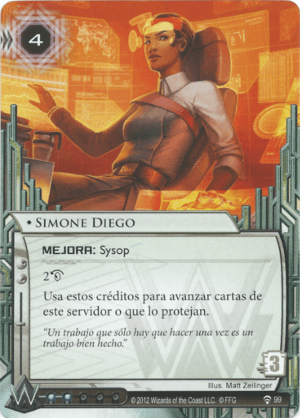 4
• SIMONE DIEGO
MEJORA: Sysop
2
Usa estos créditos para avanzar cartas de
este servidor o que lo protejan.
"Un trabajo que sólo hay que hacer una vez es un
trabajo bien hecho."
3
Illus. Matt Zeilinger
© 2012 Wizards of the Coast LLC. © FFG
99